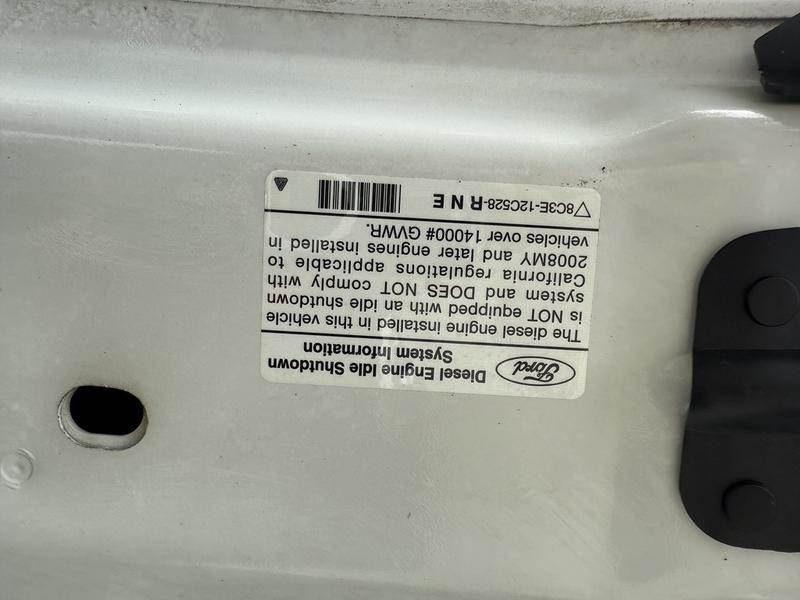 Ford
Diesel Engine Idle Shutdown
System Information
The diesel engine installed in this vehicle
is NOT equipped with an idle shutdown
system and DOES NOT comply with
California regulations applicable to
2008MY and later engines installed in
vehicles over 14000# GVWR.
8C3E-12C528-R N E